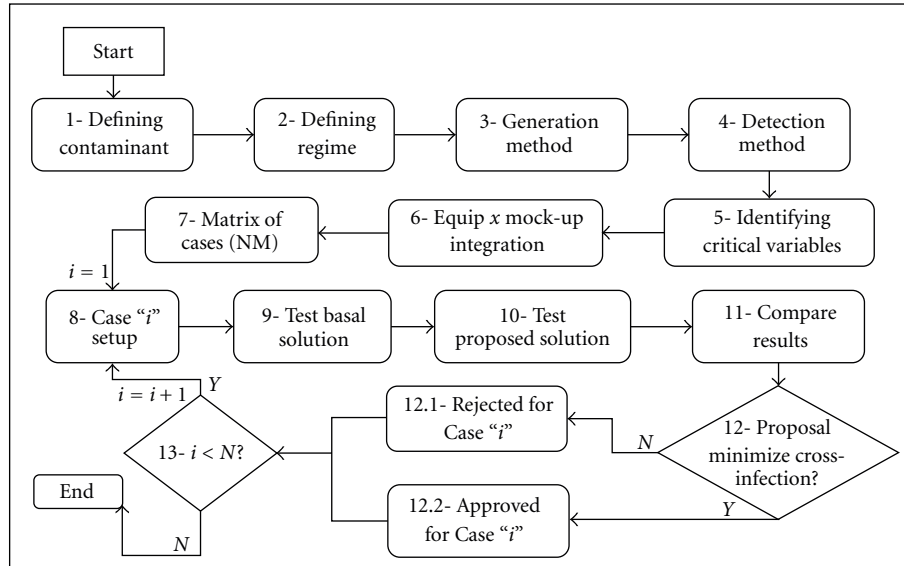 Start
1- Defining
contaminant
2- Defining
regime
3- Generation
method
4- Detection
method
5- Identifying
critical variables
6- Equip x mock-up
integration
7- Matrix of
cases (NM)
i = 1
8- Case “i”
setup
9- Test basal
solution
10- Test
proposed solution
11- Compare
results
12- Proposal
minimize cross-
infection?
N
Y
12.1- Rejected for
Case “i”
12.2- Approved
for Case “i”
13- i < N?
Y
i = i + 1
N
End